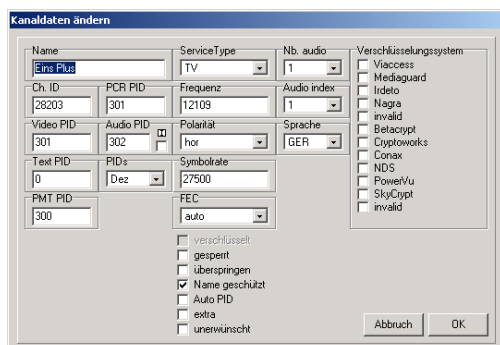 Kanaldaten ändern
Name ServiceType Nb. audio Verschlüsselungssystem
Eins Plus TV 1 Viaccess
Mediaguard
Ch. ID PCR PID Frequenz Audio index Irdeto
28203 301 12109 1 Nagra
invalid
Video PID Audio PID Polarität Sprache Betacrypt
301 302 hor GER Cryptoworks
Conax
Text PID PIDs Symbolrate NDS
0 Dez 27500 PowerVu
SkyCrypt
PMT PID FEC invalid
300 auto
verschlüsselt
gesperrt
überspringen
Name geschützt
Auto PID
extra
unerwünscht
Abbruch OK